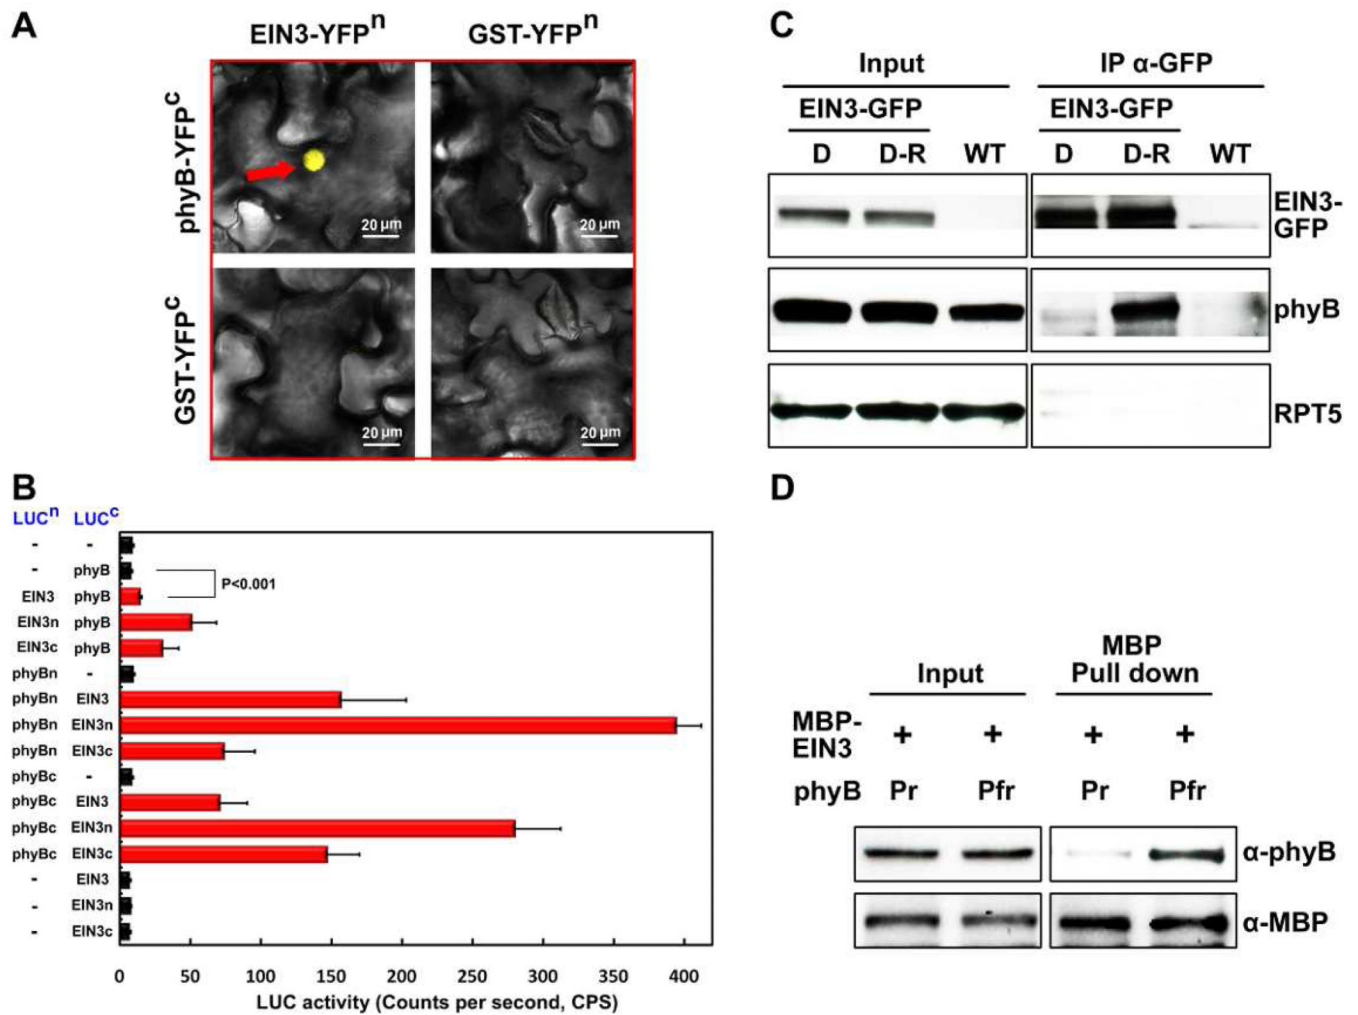 A
EIN3-YFPn GST-YFPn
phyB-YFPc
20 µm 20 µm
GST-YFPc
20 µm 20 µm
B
LUCn LUCc
- -
- phyB
P<0.001
EIN3 phyB
EIN3n phyB
EIN3c phyB
phyBn -
phyBn EIN3
phyBn EIN3n
phyBn EIN3c
phyBc -
phyBc EIN3
phyBc EIN3n
phyBc EIN3c
- EIN3
- EIN3n
- EIN3c
0 50 100 150 200 250 300 350 400
LUC activity (Counts per second, CPS)
C
Input IP α-GFP
EIN3-GFP EIN3-GFP
D D-R WT D D-R WT
EIN3-
GFP
phyB
RPT5
D
MBP
Input Pull down
MBP-
EIN3 + + + +
phyB Pr Pfr Pr Pfr
α-phyB
α-MBP